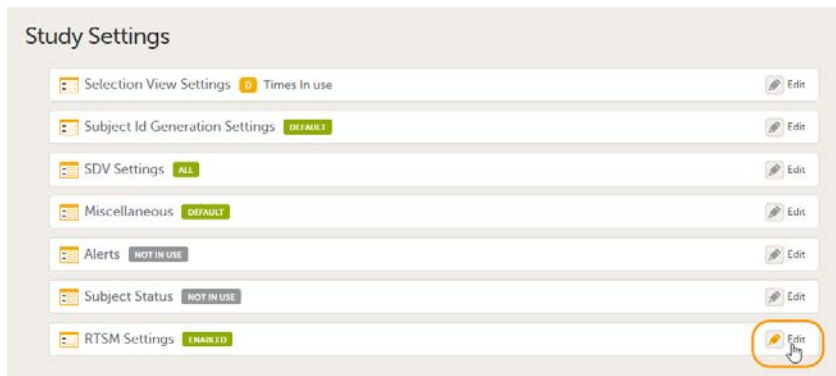 Study Settings
Selection View Settings 0 Times In use Edit
Subject Id Generation Settings DEFAULT Edit
SDV Settings ALL Edit
Miscellaneous DEFAULT Edit
Alerts NOT IN USE Edit
Subject Status NOT IN USE Edit
RTSM Settings ENABLED Edit